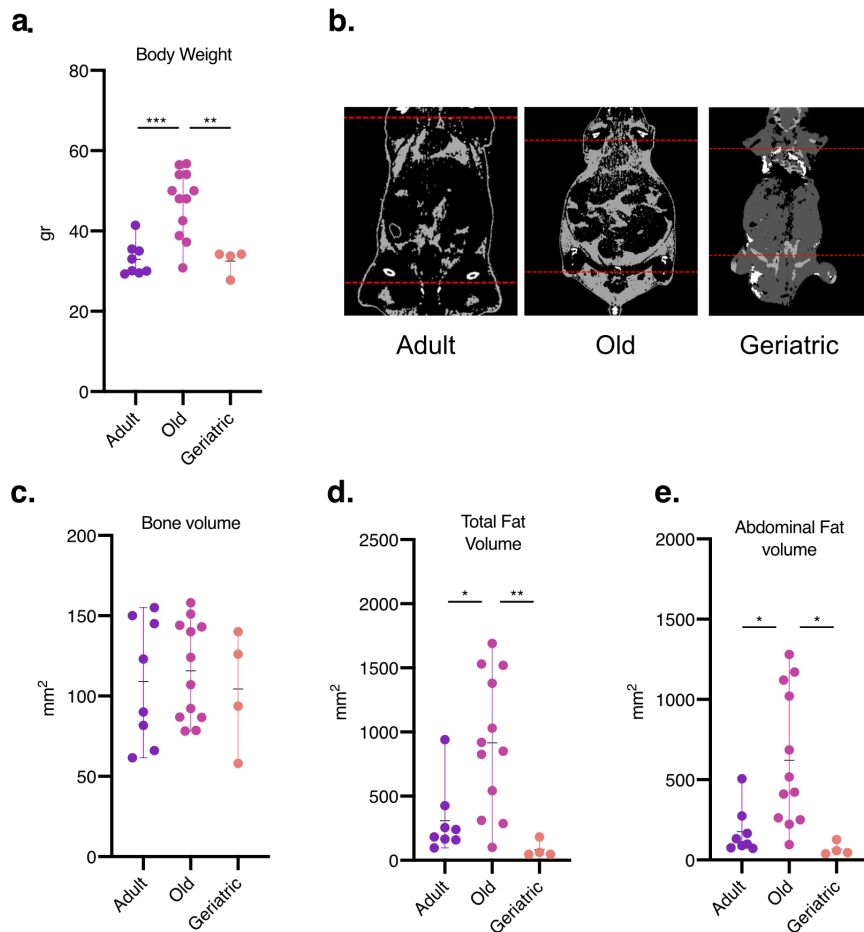 a.
Body Weight
80
60
40
20
0
gr
***
**
Adult
Old
Geriatric
b.
Adult
Old
Geriatric
c.
Bone volume
200
150
100
50
0
mm²
Adult
Old
Geriatric
d.
Total Fat
Volume
2500
2000
1500
1000
500
0
mm²
*
**
Adult
Old
Geriatric
e.
Abdominal Fat
volume
2000
1500
1000
500
0
mm²
*
*
Adult
Old
Geriatric